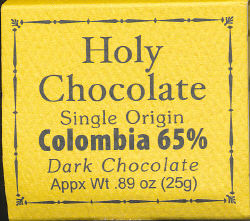 Holy
Chocolate
Single Origin
Colombia 65%
Dark Chocolate
Appx Wt .89 oz (25g)